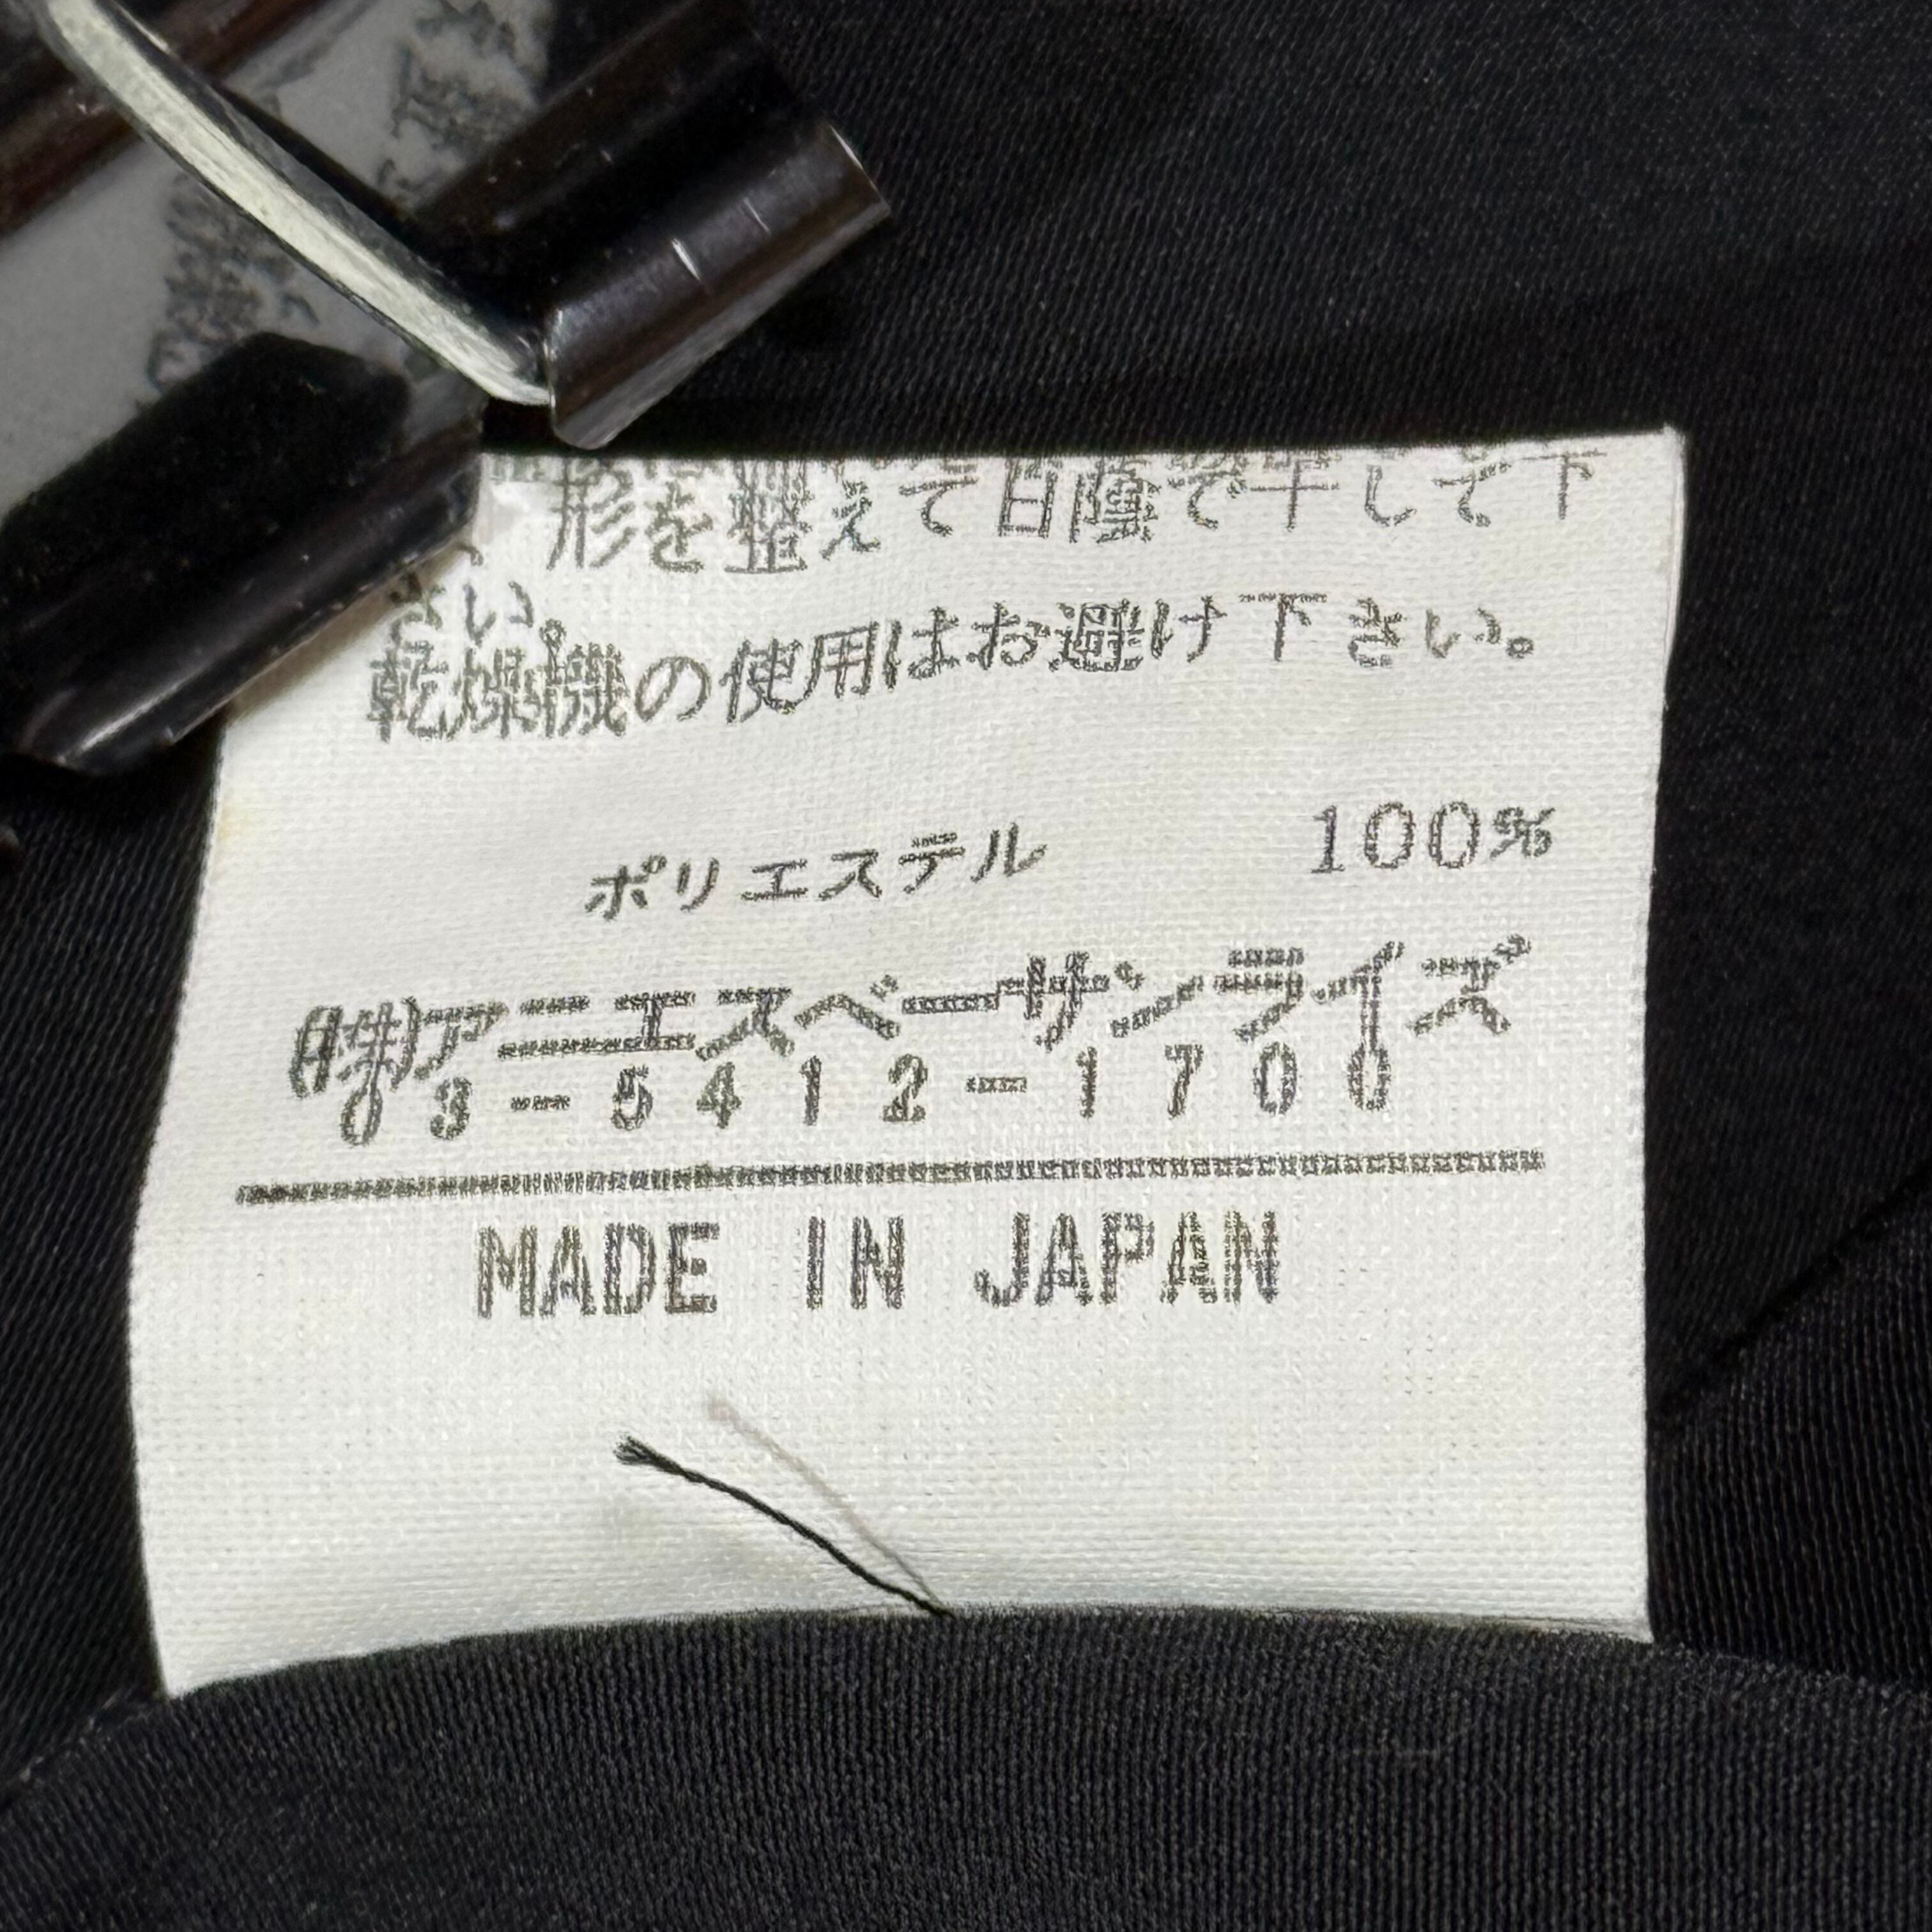 形を整えて日陰で干して下
さい。
乾燥機の使用はお避け下さい。
ポリエステル 100%
㈱アニエスベーサンライズ
03-5412-1700
MADE IN JAPAN